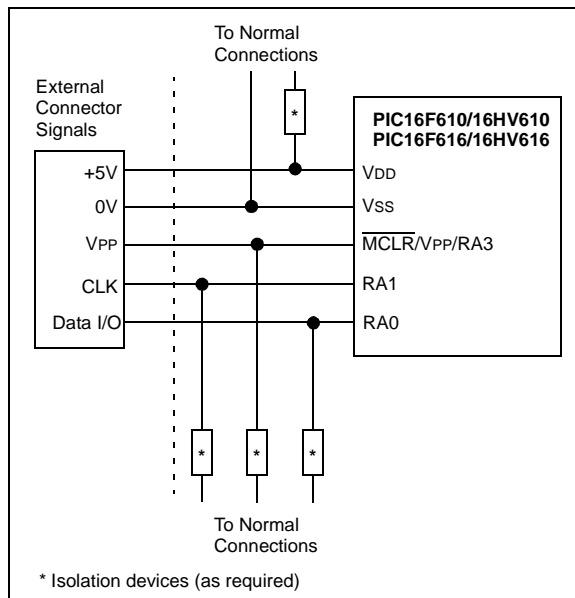 To Normal
Connections
External
Connector
Signals
*
PIC16F610/16HV610
PIC16F616/16HV616
+5V
VDD
0V
VSS
VPP
MCLR/VPP/RA3
CLK
RA1
Data I/O
RA0
* * *
To Normal
Connections
* Isolation devices (as required)